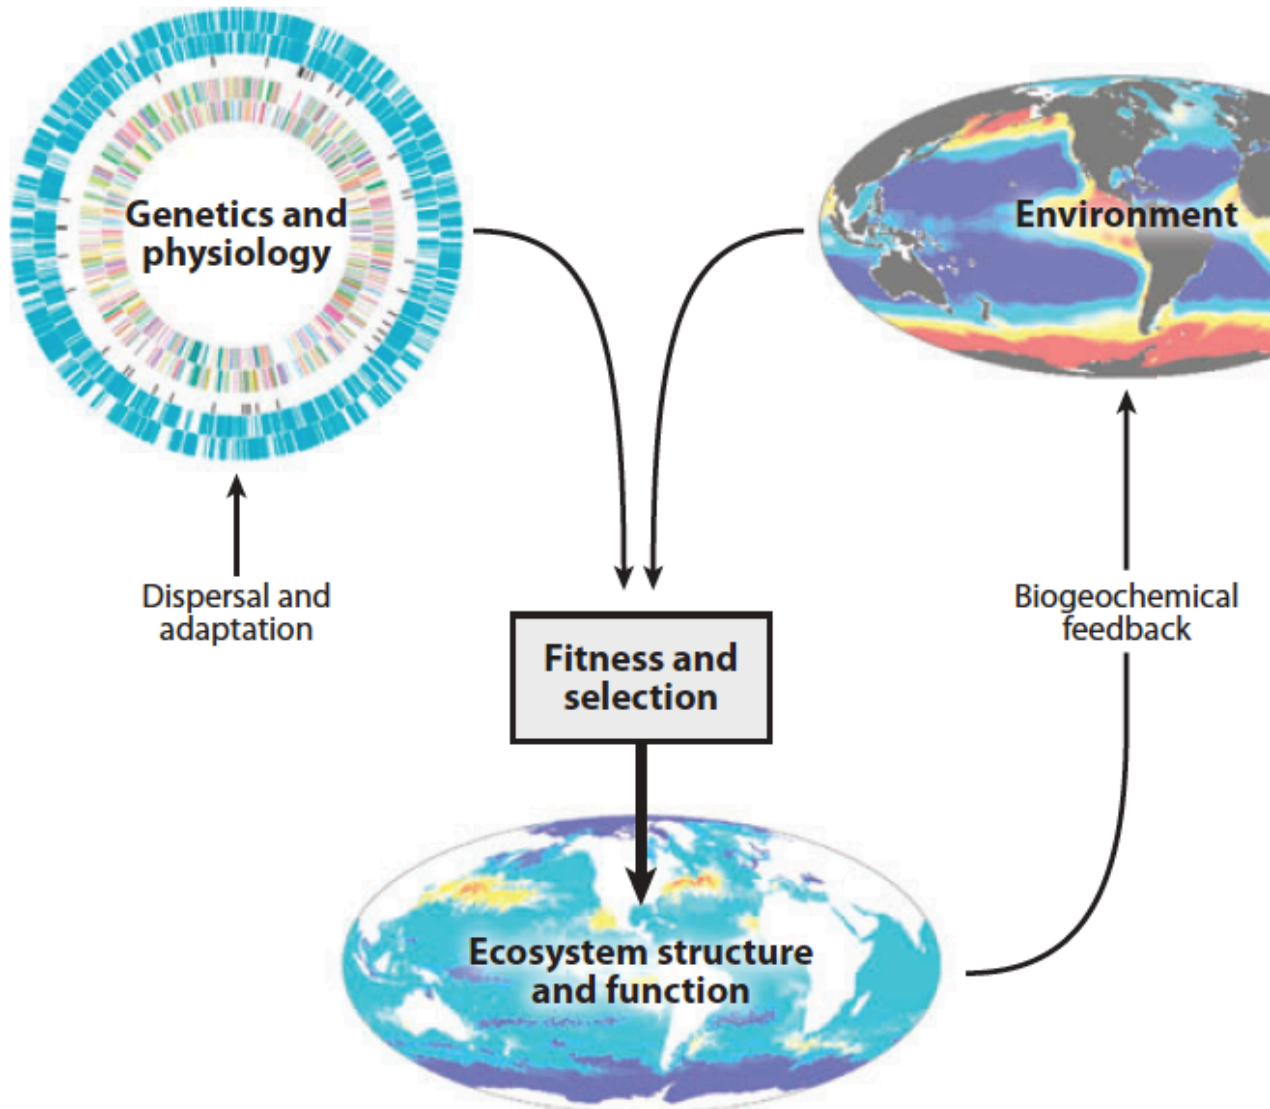 Genetics and
physiology
Environment
Dispersal and
adaptation
Biogeochemical
feedback
Fitness and
selection
Ecosystem structure
and function